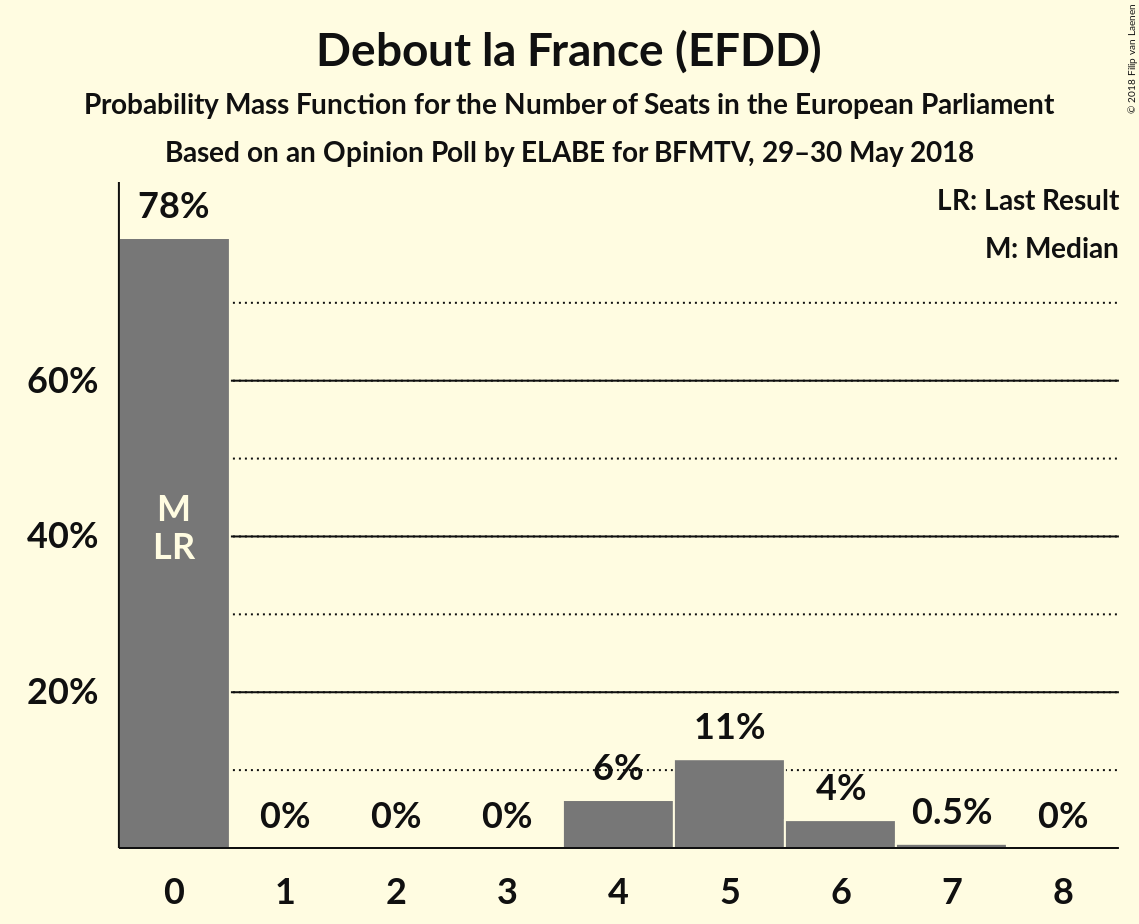 Debout la France (EFDD)
Probability Mass Function for the Number of Seats in the European Parliament
Based on an Opinion Poll by ELABE for BFMTV, 29–30 May 2018
© 2018 Filip van Laenen
LR: Last Result
M: Median
78%
60%
40%
20%
M
LR
0%
0%
0%
6%
11%
4%
0.5%
0%
0
1
2
3
4
5
6
7
8